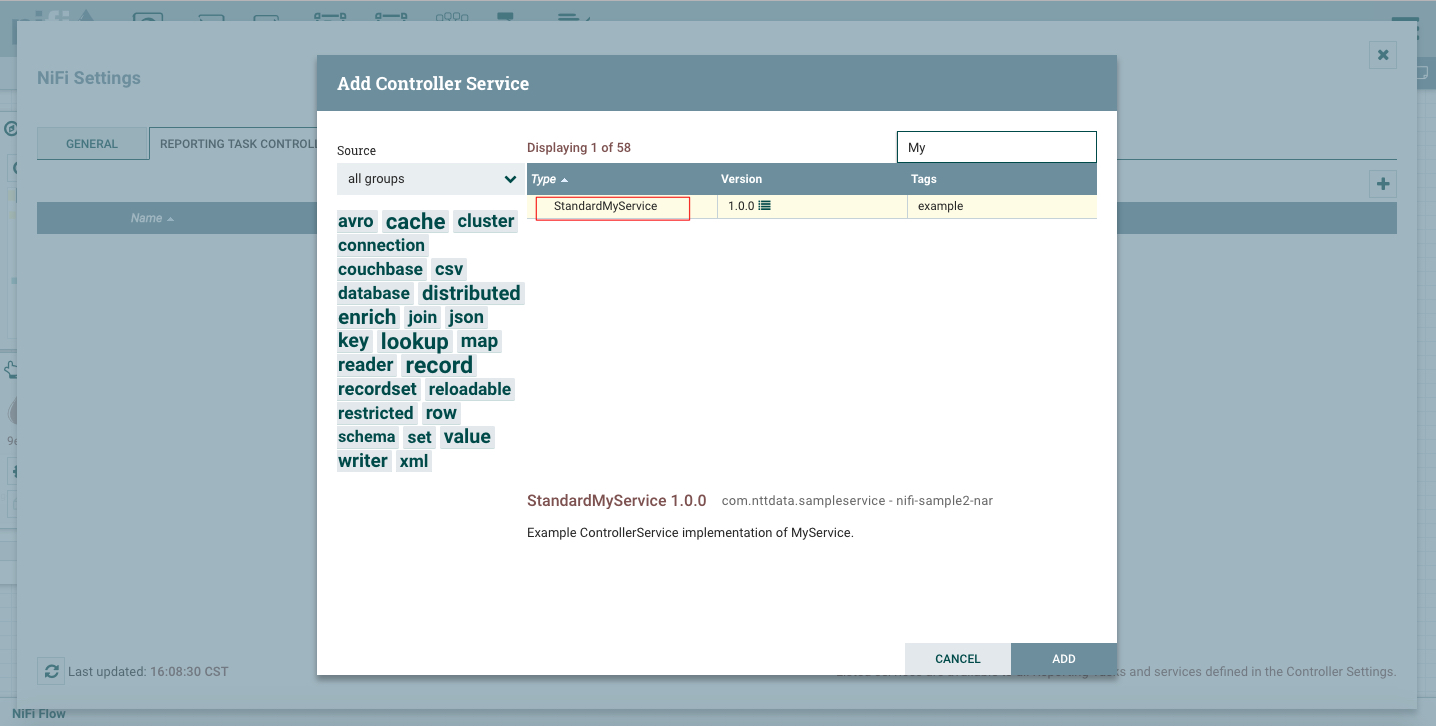 NiFi Settings
GENERAL
REPORTING TASK CONTROL
Name
Add Controller Service
Source
all groups
Displaying 1 of 58
My
Type
Version
Tags
StandardMyService
1.0.0
example
avro cache cluster
connection
couchbase csv
database distributed
enrich join json
key lookup map
reader record
recordset reloadable
restricted row
schema set value
writer xml
StandardMyService 1.0.0 com.nttdata.sampleservice - nifi-sample2-nar
Example ControllerService implementation of MyService.
CANCEL
ADD
Last updated: 16:08:30 CST
and services defined in the Controller Settings.
NiFi Flow